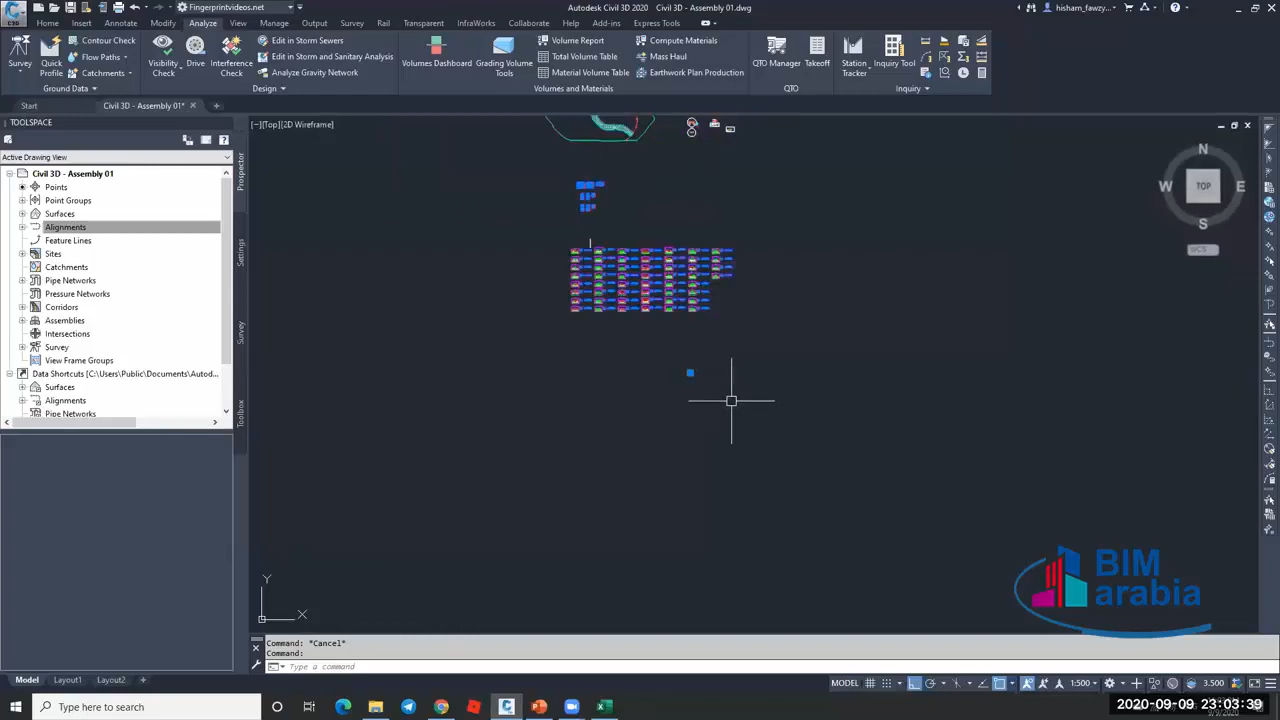 C3D
Fingerprintvideos.net
Autodesk Civil 3D 2020 Civil 3D - Assembly 01.dwg
hisham_fawzy...
Home Insert Annotate Modify Analyze View Manage Output Survey Rail Transparent InfraWorks Collaborate Help Add-ins Express Tools
Survey
Quick Profile
Contour Check
Flow Paths
Catchments
Ground Data
Visibility Check
Drive
Interference Check
Edit in Storm Sewers
Edit in Storm and Sanitary Analysis
Analyze Gravity Network
Design
Volumes Dashboard
Grading Volume Tools
Volume Report
Total Volume Table
Material Volume Table
Compute Materials
Mass Haul
Earthwork Plan Production
Volumes and Materials
QTO Manager
Takeoff
QTO
Station Tracker
Inquiry Tool
Inquiry
Start
Civil 3D - Assembly 01*
TOOLSPACE
Active Drawing View
Civil 3D - Assembly 01
Points
Point Groups
Surfaces
Alignments
Feature Lines
Sites
Catchments
Pipe Networks
Pressure Networks
Corridors
Assemblies
Intersections
Survey
View Frame Groups
Data Shortcuts [C:\Users\Public\Documents\Autod...
Surfaces
Alignments
Pipe Networks
Prospector
Settings
Survey
Toolbox
[−][Top][2D Wireframe]
N
W TOP E
S
WCS
Y
X
BIM
arabia
Command: *Cancel*
Command:
Type a command
Model Layout1 Layout2
MODEL
1:500
3.500
Type here to search
2020-09-09 23:03:39